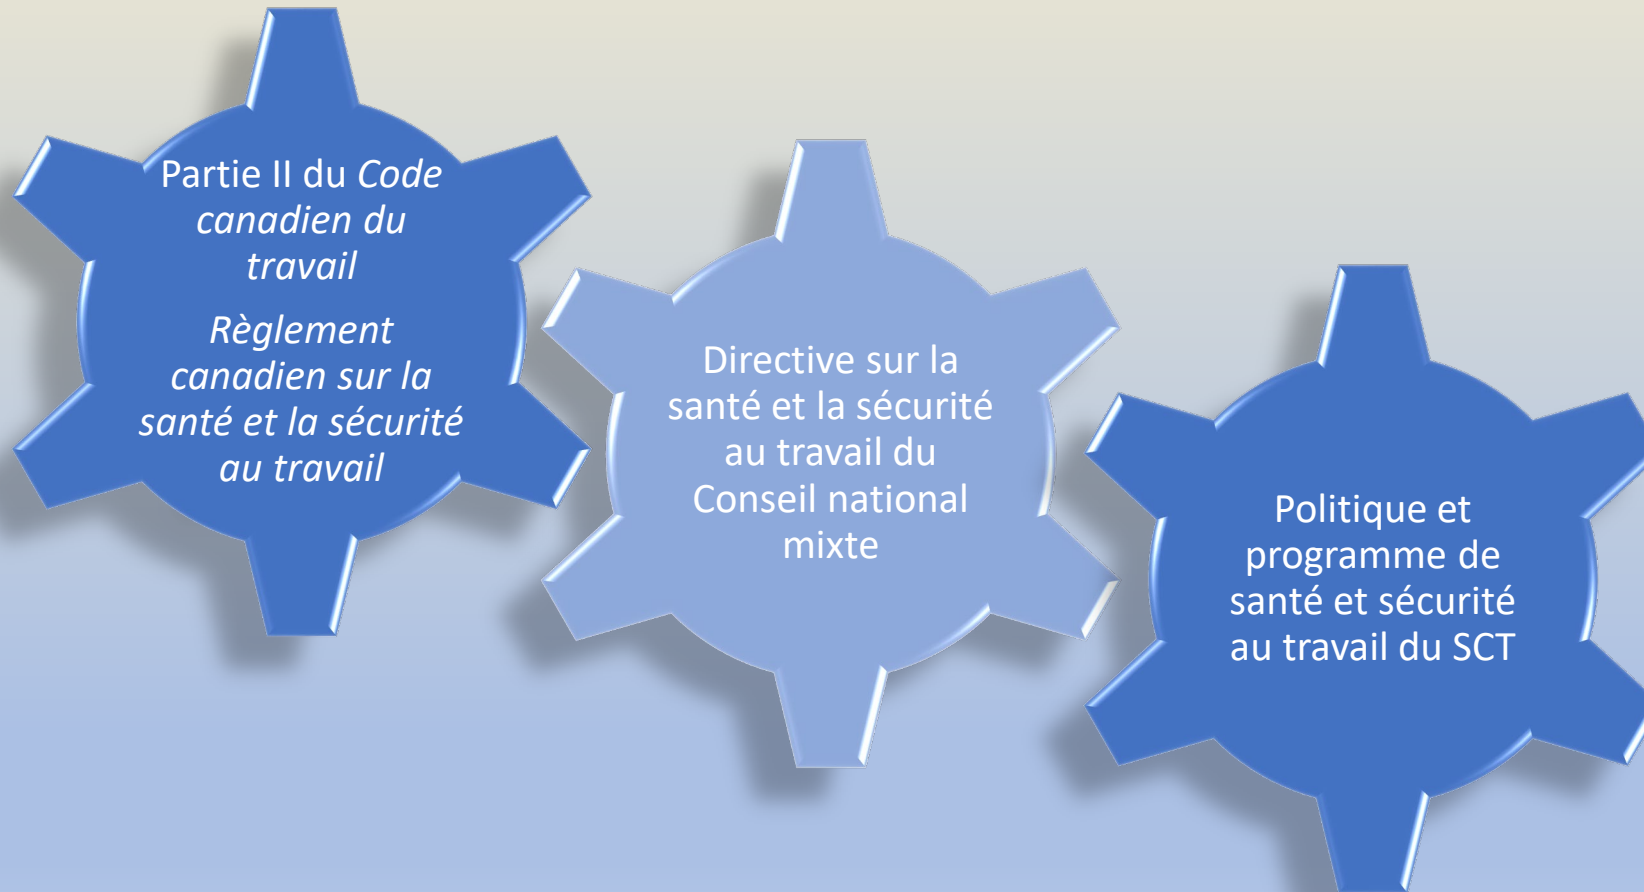 Partie II du Code
canadien du
travail
Règlement
canadien sur la
santé et la sécurité
au travail
Directive sur la
santé et la sécurité
au travail du
Conseil national
mixte
Politique et
programme de
santé et sécurité
au travail du SCT